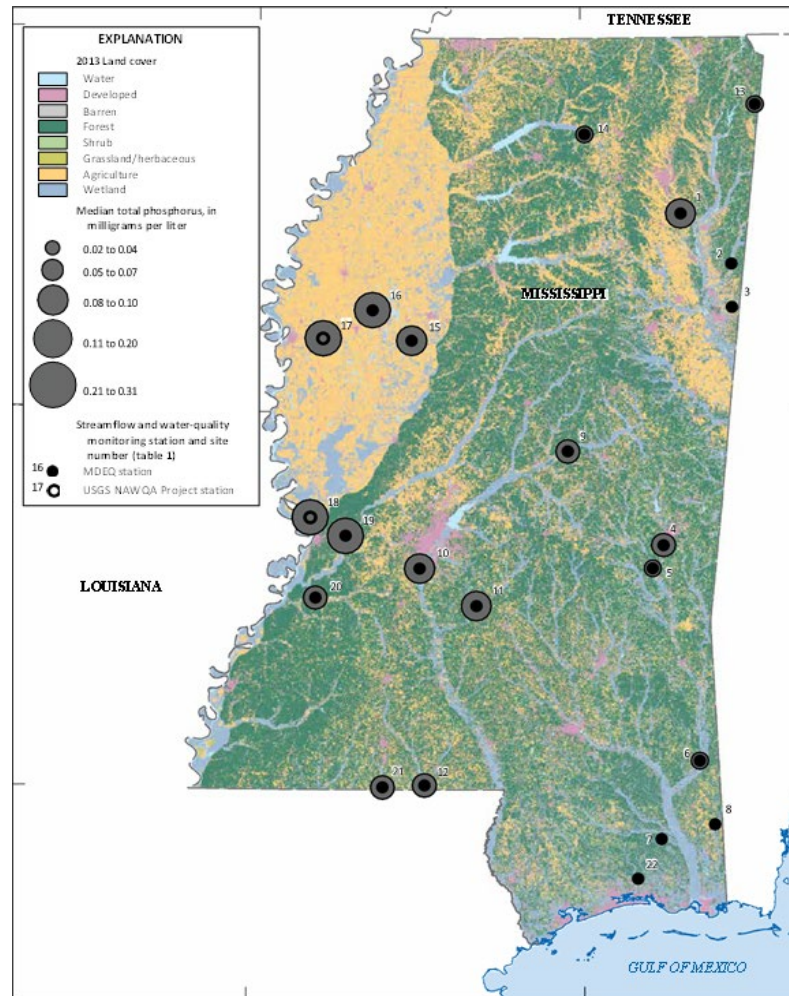 TENNESSEE
EXPLANATION
2013 Land cover
Water
Developed
Barren
Forest
Shrub
Grassland/herbaceous
Agriculture
Wetland
Median total phosphorus, in
milligrams per liter
0.02 to 0.04
0.05 to 0.07
0.08 to 0.10
0.11 to 0.20
0.21 to 0.31
Streamflow and water-quality
monitoring station and site
number (table 1)
16 MDEQ station
17 USGS NAWQA Project station
13
14
1
2
MISSISSIPPI
3
16
17
15
9
18
19
4
10
5
LOUISIANA
20
11
6
21
12
8
7
22
GULF OF MEXICO